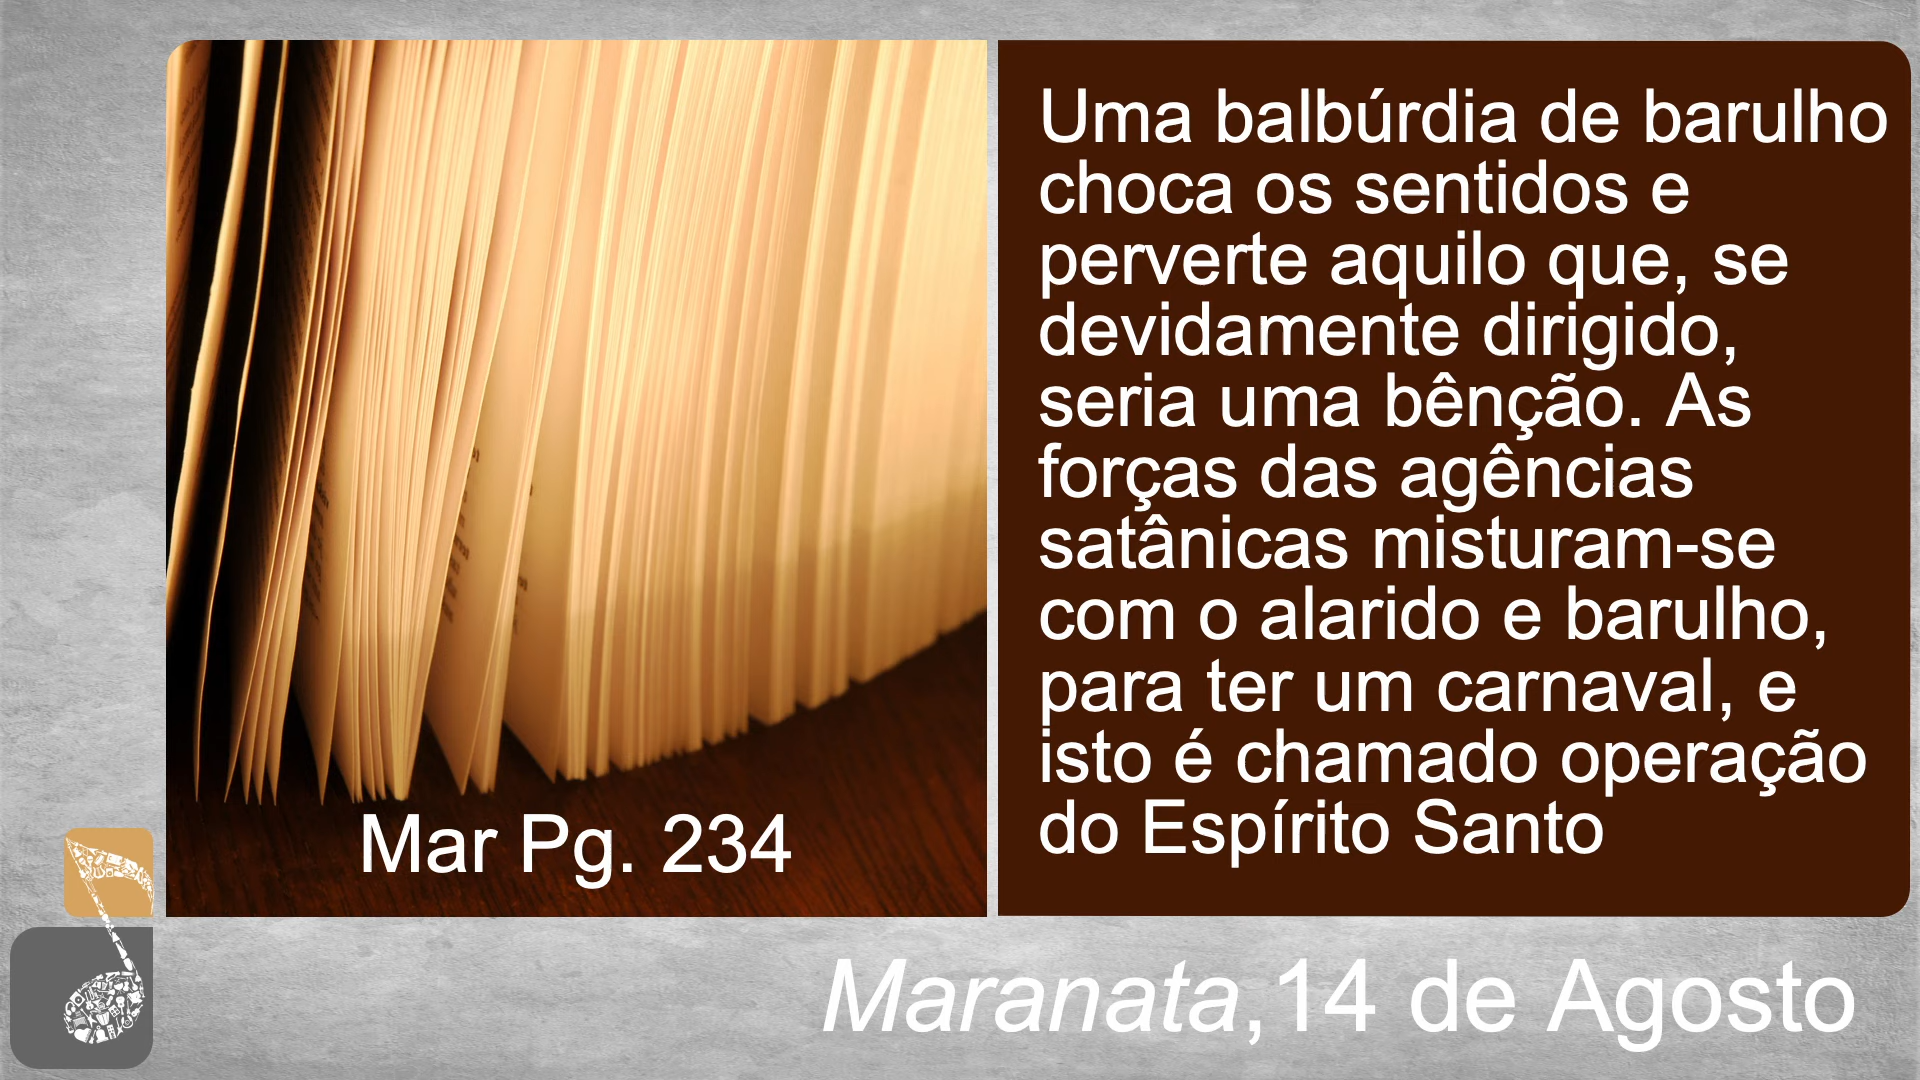 Uma balbúrdia de barulho
choca os sentidos e
perverte aquilo que, se
devidamente dirigido,
seria uma bênção. As
forças das agências
satânicas misturam-se
com o alarido e barulho,
para ter um carnaval, e
isto é chamado operação
do Espírito Santo
Mar Pg. 234
Maranata,14 de Agosto